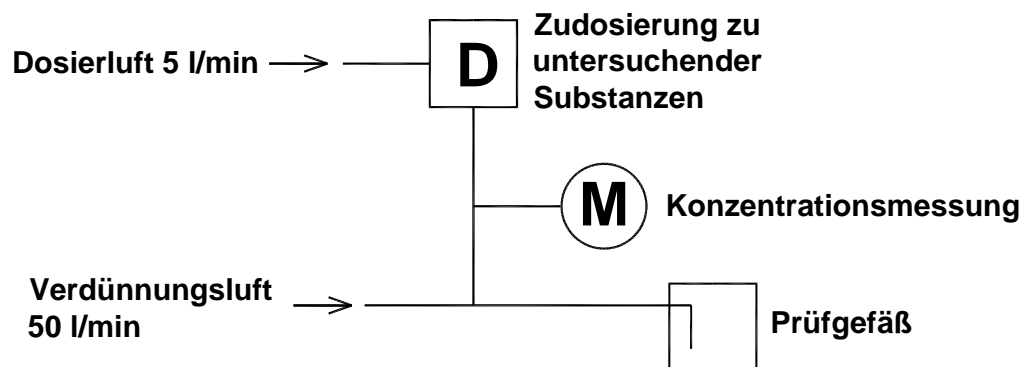 Dosierluft 5 l/min
D
Zudosierung zu
untersuchender
Substanzen
M
Konzentrationsmessung
Verdünnungsluft
50 l/min
Prüfgefäß